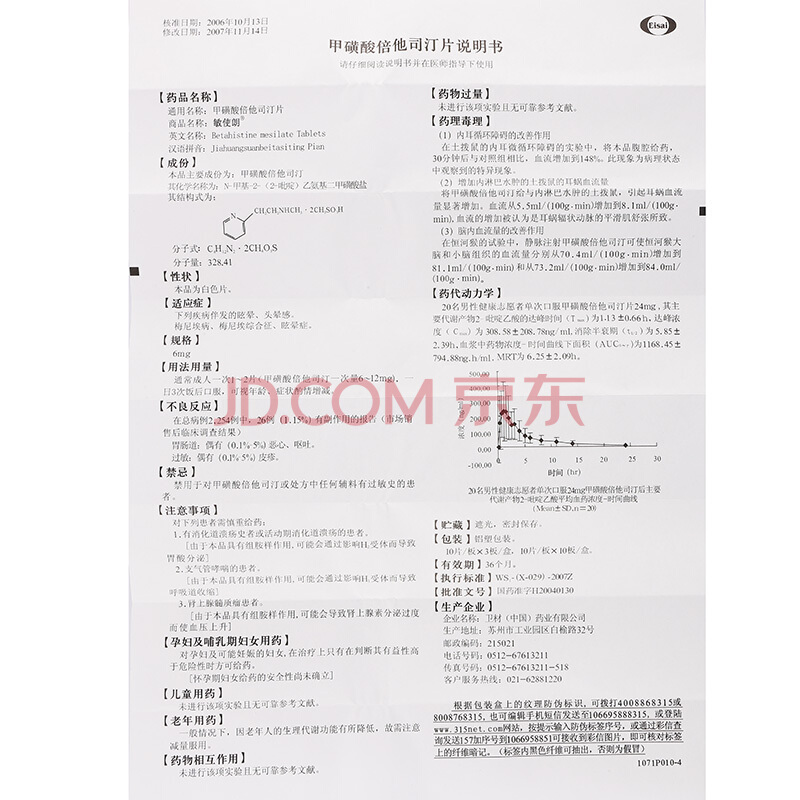 核准日期：2006年10月13日
修改日期：2007年11月14日
Eisai
甲磺酸倍他司汀片说明书
请仔细阅读说明书并在医师指导下使用
【药品名称】
通用名称：甲磺酸倍他司汀片
商品名称：敏使朗®
英文名称：Betahistine mesilate Tablets
汉语拼音：Jiahuangsuanbeitasiting Pian
【成份】
本品主要成份为：甲磺酸倍他司汀
其化学名称为：N-甲基-2-（2-吡啶）乙氨基二甲磺酸盐
其结构式为：
N
CH₂CH₂NHCH₃ · 2CH₃SO₃H
分子式：C₈H₁₂N₂ · 2CH₄O₃S
分子量：328.41
【性状】
本品为白色片。
【适应症】
下列疾病伴发的眩晕、头晕感。
梅尼埃病、梅尼埃综合征、眩晕症。
【规格】
6mg
【用法用量】
通常成人一次1～2片（甲磺酸倍他司汀一次量6～12mg），一
日3次饭后口服，可视年龄、症状酌情增减。
【不良反应】
在总病例2,254例中，26例（1.15%）有副作用的报告（市场销
售后临床调查结果）
胃肠道：偶有（0.1%~5%）恶心、呕吐。
过敏：偶有（0.1%~5%）皮疹。
【禁忌】
禁用于对甲磺酸倍他司汀或处方中任何辅料有过敏史的患
者。
【注意事项】
对下列患者需慎重给药：
1.有消化道溃疡史者或活动期消化道溃疡的患者。
[由于本品具有组胺样作用，可能会通过影响H₂受体而导致
胃酸分泌]
2.支气管哮喘的患者。
[由于本品具有组胺样作用，可能会通过影响H₁受体而导致
呼吸道收缩]
3.肾上腺髓质瘤患者。
[由于本品具有组胺样作用，可能会导致肾上腺素分泌过度
而使血压上升]
【孕妇及哺乳期妇女用药】
对孕妇及可能妊娠的妇女，在治疗上只有在判断其有益性高
于危险性时方可给药。
[怀孕期妇女给药的安全性尚未确立]
【儿童用药】
未进行该项实验且无可靠参考文献。
【老年用药】
一般情况下，因老年人的生理代谢功能有所降低，故需注意
减量服用。
【药物相互作用】
未进行该项实验且无可靠参考文献。
【药物过量】
未进行该项实验且无可靠参考文献。
【药理毒理】
（1）内耳循环障碍的改善作用
在土拨鼠的内耳微循环障碍的实验中，将本品腹腔给药，
30分钟后与对照组相比，血流增加到148%。此现象为病理状态
中观察到的特异现象。
（2）增加内淋巴水肿的土拨鼠的耳蜗血流量
将甲磺酸倍他司汀给与内淋巴水肿的土拨鼠，引起耳蜗血流
量显著增加。血流从5.5ml/(100g·min)增加到8.1ml/(100g·
min)，血流的增加被认为是耳蜗辐状动脉的平滑肌舒张所致。
（3）脑内血流量的改善作用
在恒河猴的试验中，静脉注射甲磺酸倍他司汀可使恒河猴大
脑和小脑组织的血流量分别从70.4ml/(100g·min)增加到
81.1ml/(100g·min)和从73.2ml/(100g·min)增加到84.0ml/
(100g·min)。
【药代动力学】
20名男性健康志愿者单次口服甲磺酸倍他司汀片24mg，其主
要代谢产物2-吡啶乙酸的达峰时间（Tmax）为1.13±0.66h，达峰浓
度（Cmax）为 308.58±208.78ng/ml.消除半衰期（t1/2）为 5.85±
2.39h，血浆中药物浓度-时间曲线下面积（AUC）为1168.45±
794.88ng.h/ml，MRT为 6.25±2.09h。
500.00
400.00
300.00
200.00
100.00
0.00
-100.00
浓度
0 5 10 15 20 25 30
时间（hr）
20名男性健康志愿者单次口服24mg甲磺酸倍他司汀后主要
代谢产物2-吡啶乙酸平均血药浓度-时间曲线
（Mean±SD,n=20）
【贮藏】遮光，密封保存。
【包装】铝塑包装。
10片/板×3板/盒，10片/板×10板/盒。
【有效期】36个月。
【执行标准】WS₁-(X-029)-2007Z
【批准文号】国药准字H20040130
【生产企业】
企业名称：卫材（中国）药业有限公司
生产地址：苏州市工业园区白榆路32号
邮政编码：215021
电话号码：0512-67613211
传真号码：0512-67613211-518
客户服务热线：021-62881220
根据包装盒上的纹理防伪标识，可拨打4008868315或
8008768315，也可编辑手机短信发送至106695888315，或登陆
www.315net.com网站，按提示输入防伪标签序号，或通过彩信查
询发送157加序号到1066958851可接收到彩信图片，即可核对标签
上的纤维暗记。（标签内黑色纤维可抽出，否则为假冒）
1071P010-4
JD.COM 京东